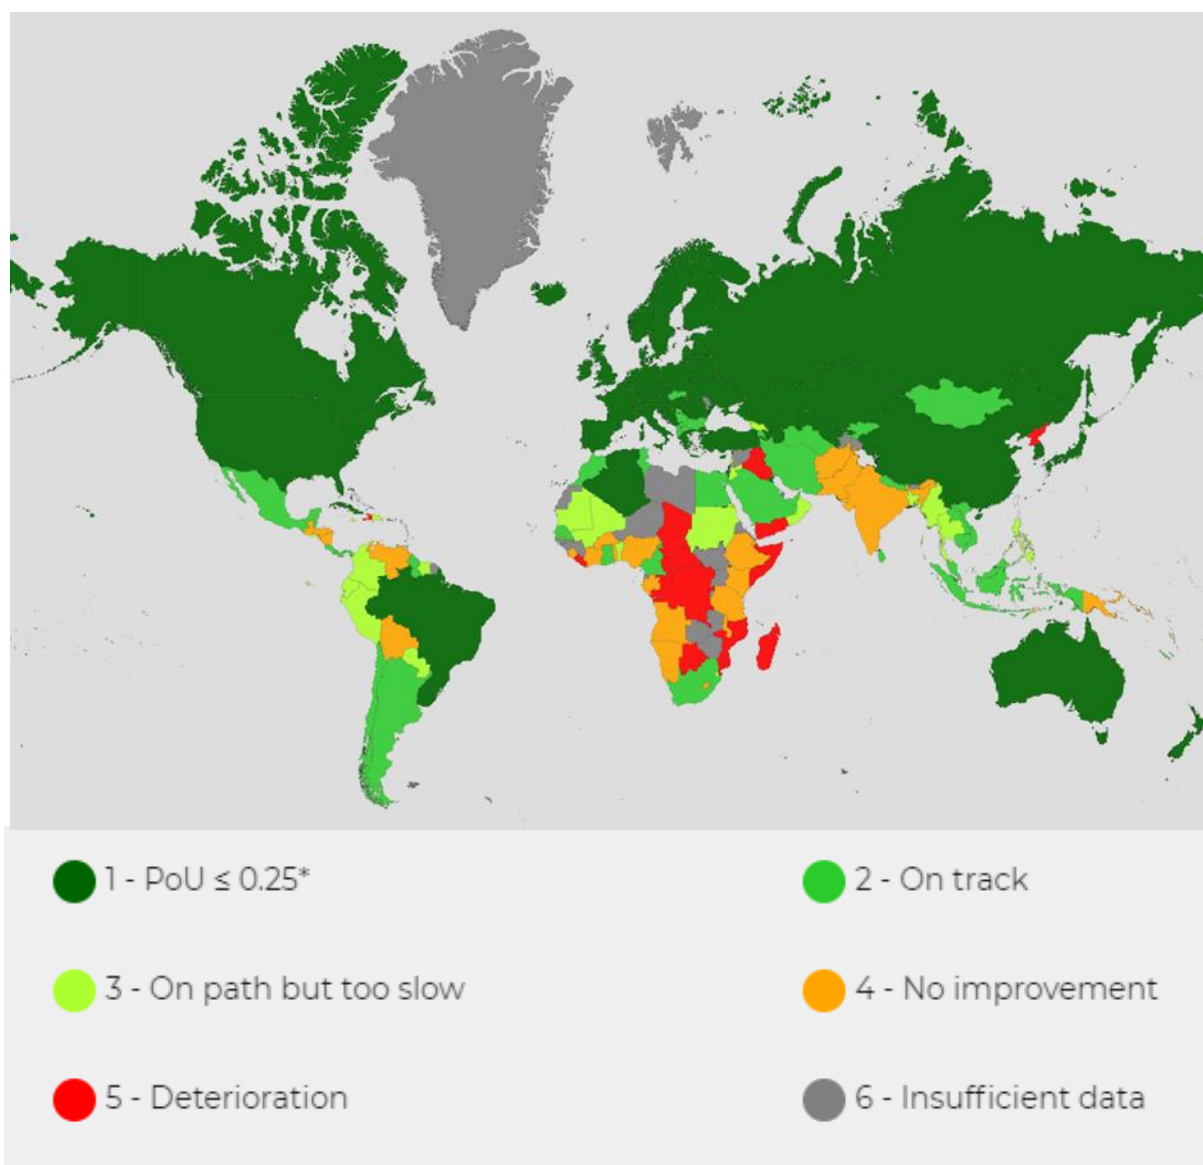 1 - PoU ≤ 0.25*
2 - On track
3 - On path but too slow
4 - No improvement
5 - Deterioration
6 - Insufficient data